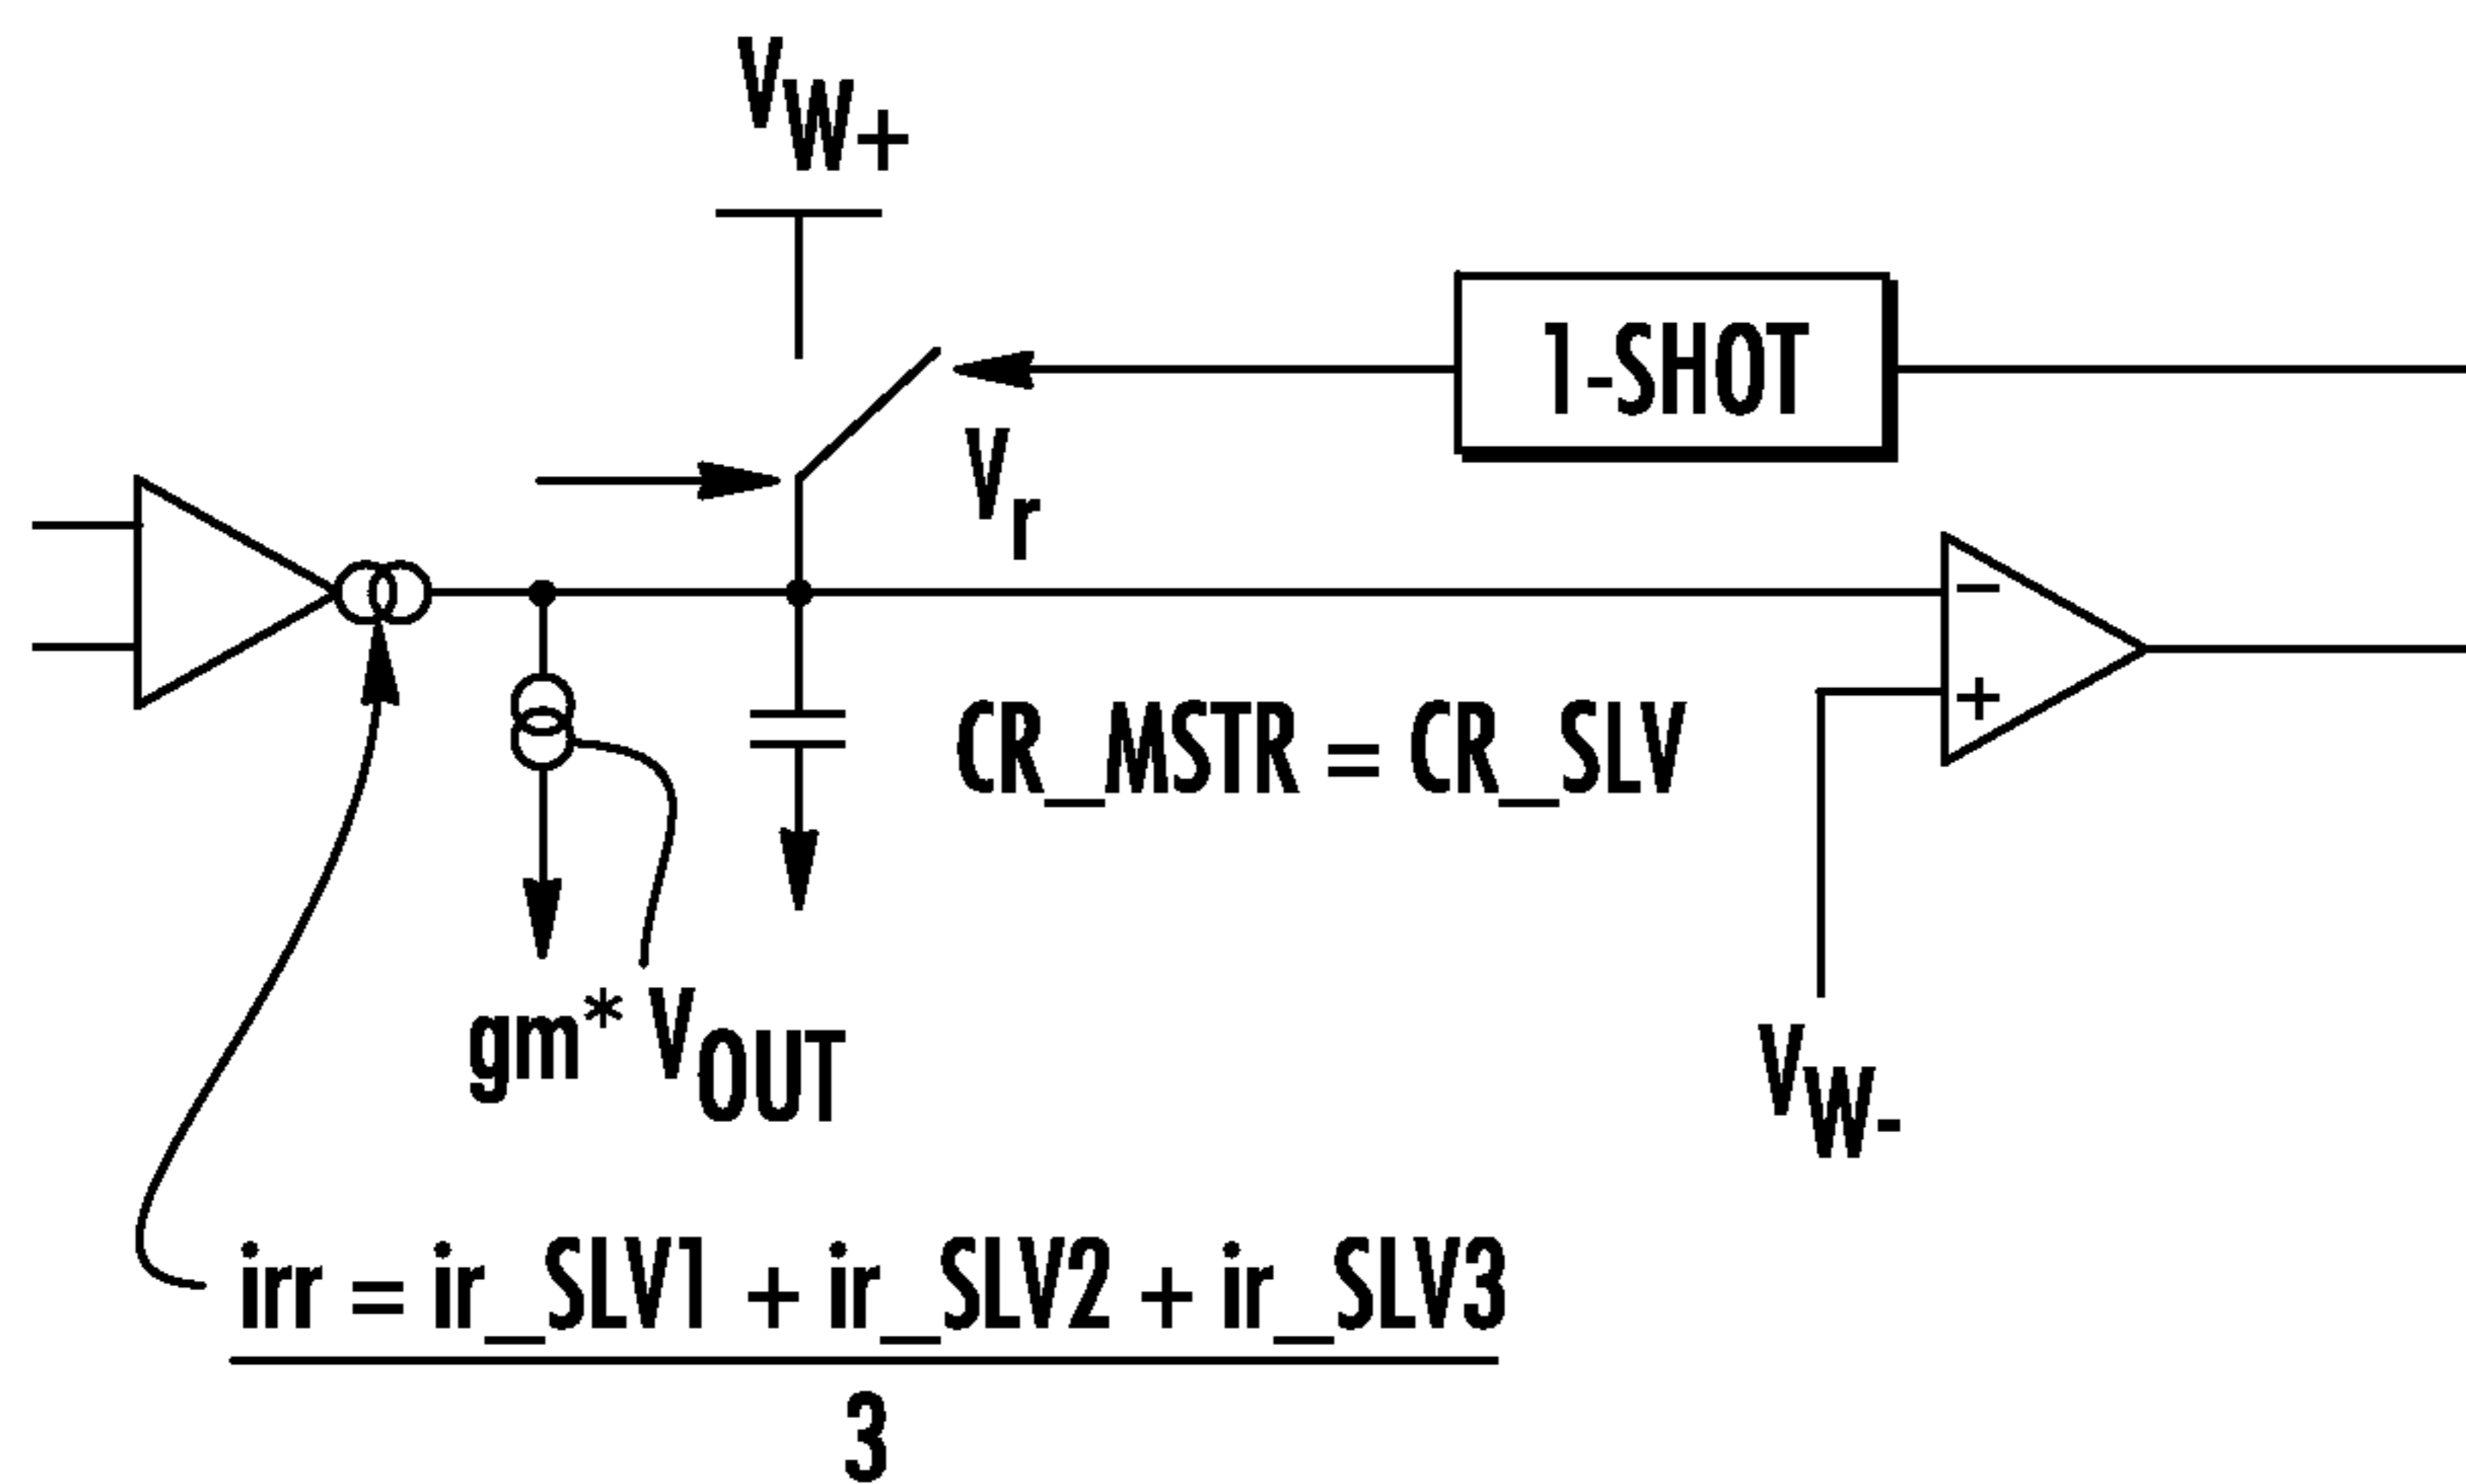 VW+
1-SHOT
Vr
−
+
CR_MSTR = CR_SLV
gm* VOUT
VW-
irr = ir_SLV1 + ir_SLV2 + ir_SLV3
3